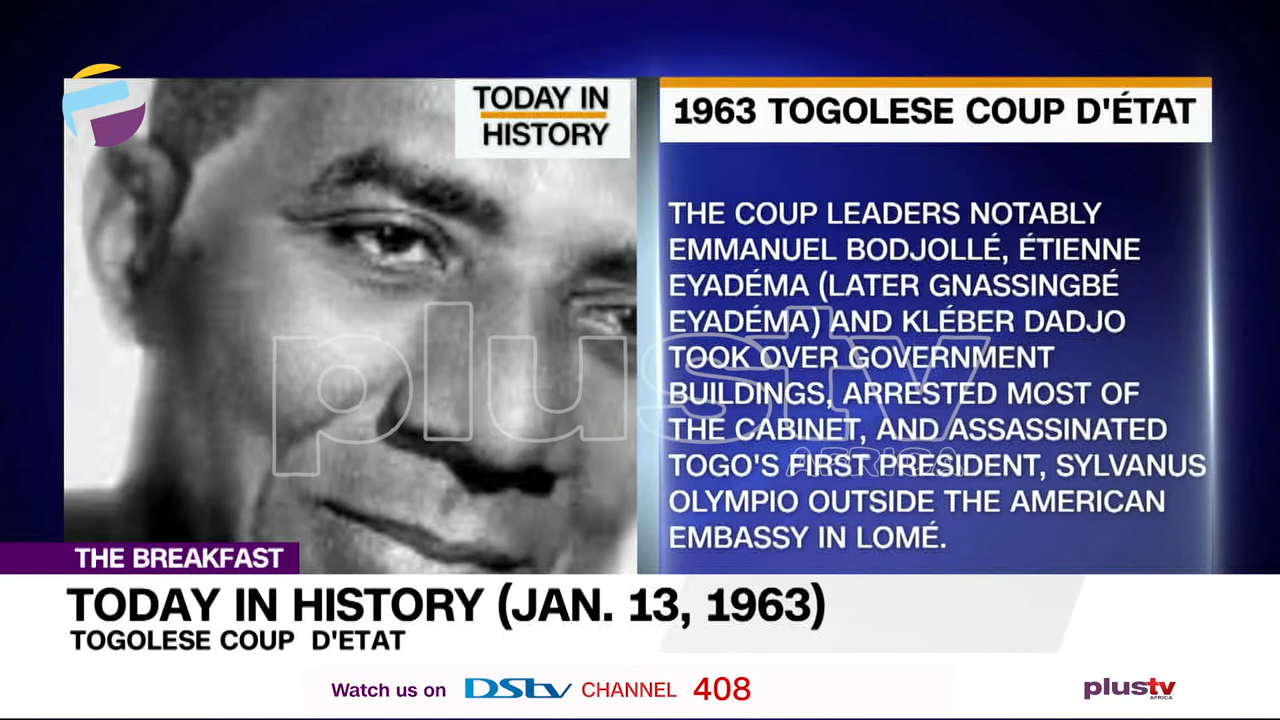 TODAY IN
HISTORY
1963 TOGOLESE COUP D'ÉTAT
THE COUP LEADERS NOTABLY
EMMANUEL BODJOLLÉ, ÉTIENNE
EYADÉMA (LATER GNASSINGBÉ
EYADÉMA) AND KLÉBER DADJO
TOOK OVER GOVERNMENT
BUILDINGS, ARRESTED MOST OF
THE CABINET, AND ASSASSINATED
TOGO'S FIRST PRESIDENT, SYLVANUS
OLYMPIO OUTSIDE THE AMERICAN
EMBASSY IN LOMÉ.
plustv
AFRICA
THE BREAKFAST
TODAY IN HISTORY (JAN. 13, 1963)
TOGOLESE COUP D'ETAT
Watch us on DStv CHANNEL 408
plustv
AFRICA